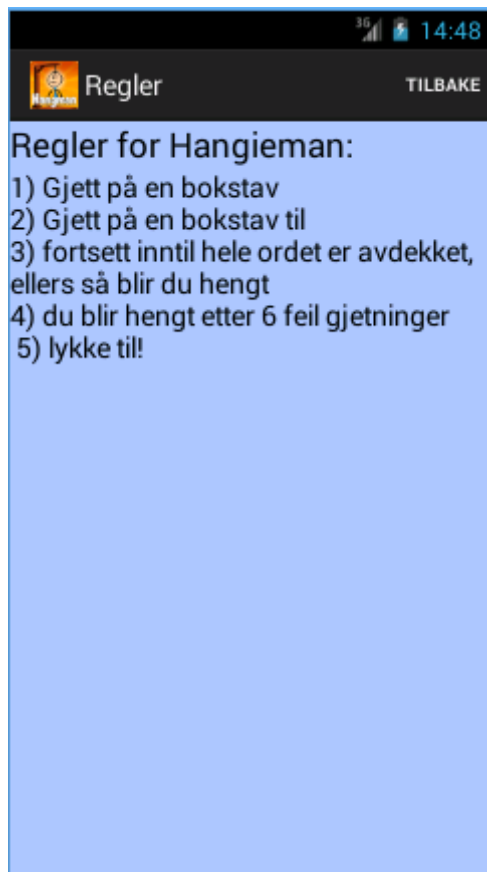 3G 14:48
Hangman Regler TILBAKE
Regler for Hangieman:
1) Gjett på en bokstav
2) Gjett på en bokstav til
3) fortsett inntil hele ordet er avdekket,
ellers så blir du hengt
4) du blir hengt etter 6 feil gjetninger
5) lykke til!